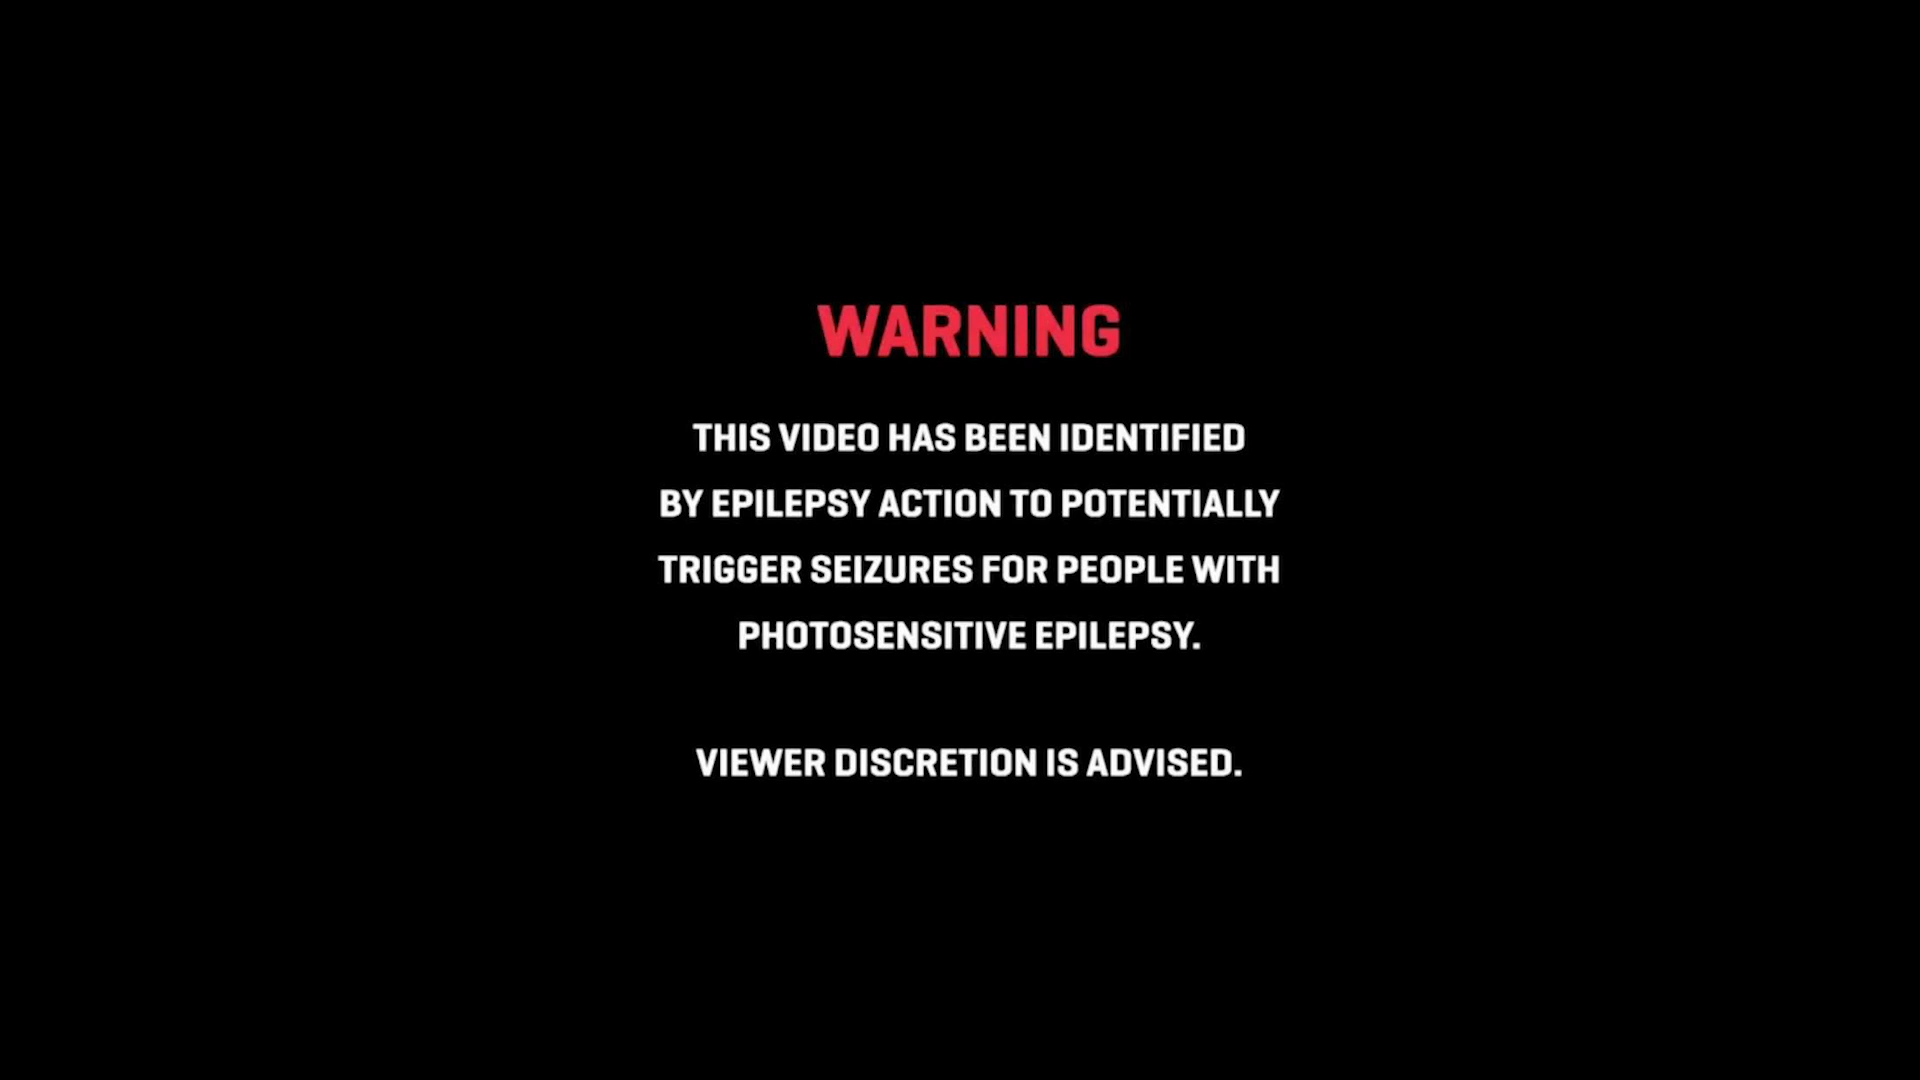 WARNING
THIS VIDEO HAS BEEN IDENTIFIED
BY EPILEPSY ACTION TO POTENTIALLY
TRIGGER SEIZURES FOR PEOPLE WITH
PHOTOSENSITIVE EPILEPSY.
VIEWER DISCRETION IS ADVISED.